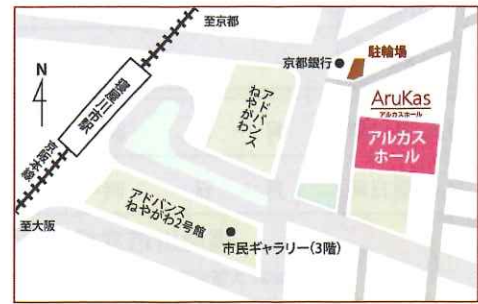 至京都
京都銀行
駐輪場
N
寝屋川市駅
アドバンス
ねやがわ
AruKas
アルカスホール
アルカス
ホール
京阪本線
至大阪
アドバンス
ねやがわ2号館
市民ギャラリー(3階)